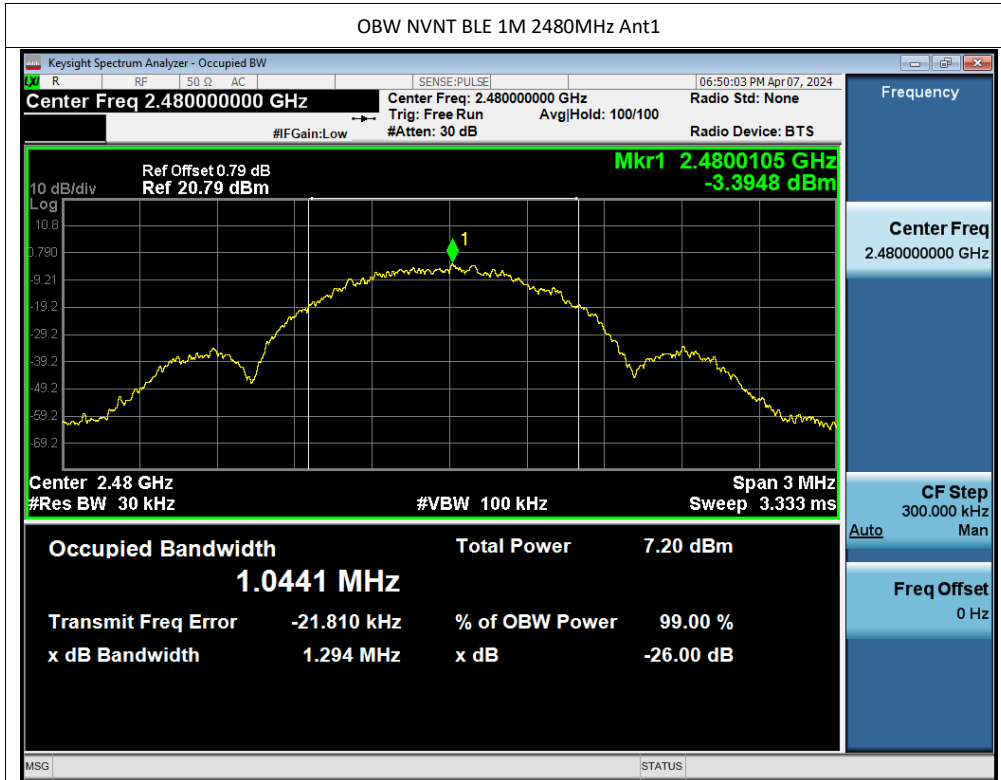 OBW NVNT BLE 1M 2480MHz Ant1
Keysight Spectrum Analyzer - Occupied BW
LXI R RF 50 Ω AC SENSE:PULSE 06:50:03 PM Apr 07, 2024
Center Freq 2.480000000 GHz
Center Freq: 2.480000000 GHz
Radio Std: None
Trig: Free Run Avg|Hold: 100/100
#IFGain:Low
#Atten: 30 dB
Radio Device: BTS
Mkr1 2.4800105 GHz
-3.3948 dBm
Ref Offset 0.79 dB
10 dB/div Ref 20.79 dBm
Log
10.8
0.790
-9.21
-19.2
-29.2
-39.2
-49.2
-59.2
-69.2
1
Center 2.48 GHz Span 3 MHz
#Res BW 30 kHz #VBW 100 kHz Sweep 3.333 ms
Occupied Bandwidth Total Power 7.20 dBm
1.0441 MHz
Transmit Freq Error -21.810 kHz % of OBW Power 99.00 %
x dB Bandwidth 1.294 MHz x dB -26.00 dB
Frequency
Center Freq
2.480000000 GHz
CF Step
300.000 kHz
Auto Man
Freq Offset
0 Hz
MSG STATUS